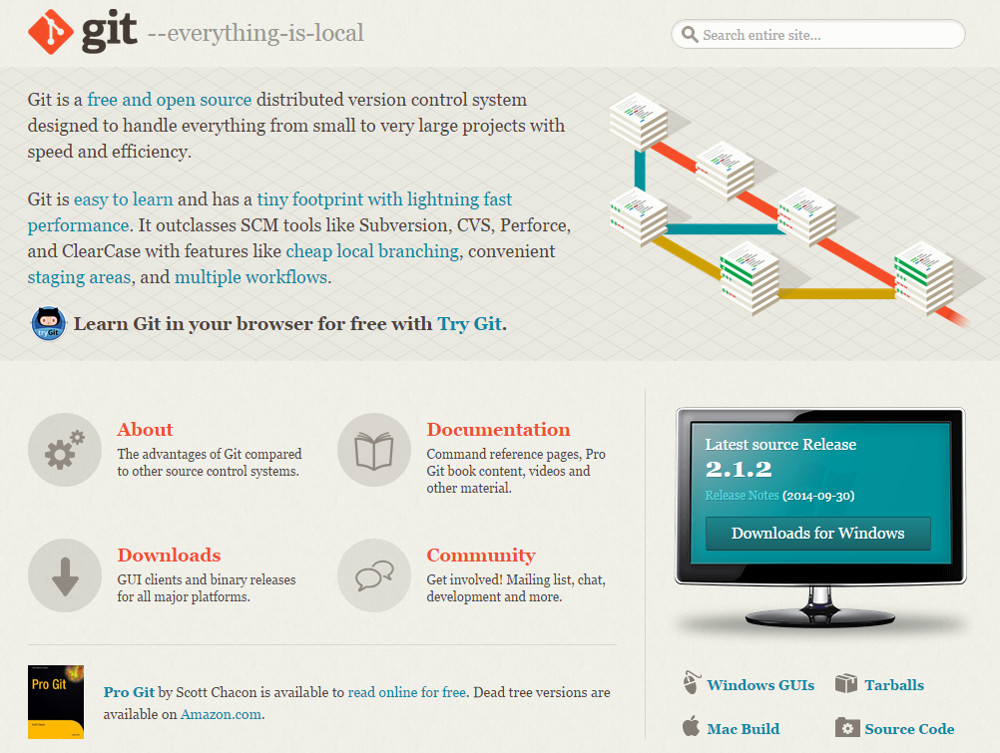 git --everything-is-local
Search entire site...
Git is a free and open source distributed version control system
designed to handle everything from small to very large projects with
speed and efficiency.
Git is easy to learn and has a tiny footprint with lightning fast
performance. It outclasses SCM tools like Subversion, CVS, Perforce,
and ClearCase with features like cheap local branching, convenient
staging areas, and multiple workflows.
tryGit
Learn Git in your browser for free with Try Git.
About
The advantages of Git compared
to other source control systems.
Documentation
Command reference pages, Pro
Git book content, videos and
other material.
Downloads
GUI clients and binary releases
for all major platforms.
Community
Get involved! Mailing list, chat,
development and more.
Latest source Release
2.1.2
Release Notes (2014-09-30)
Downloads for Windows
Pro Git
Pro Git by Scott Chacon is available to read online for free. Dead tree versions are
available on Amazon.com.
Windows GUIs
Tarballs
Mac Build
Source Code